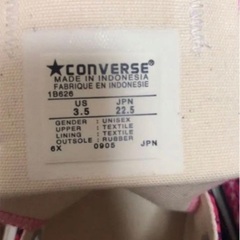 ★CONVERSE®
MADE IN INDONESIA
FABRIQUE EN INDONESIE
1B626
US JPN
3.5 22.5
GENDER : UNISEX
UPPER : TEXTILE
LINING : TEXTILE
OUTSOLE : RUBBER
6X 0905 JPN